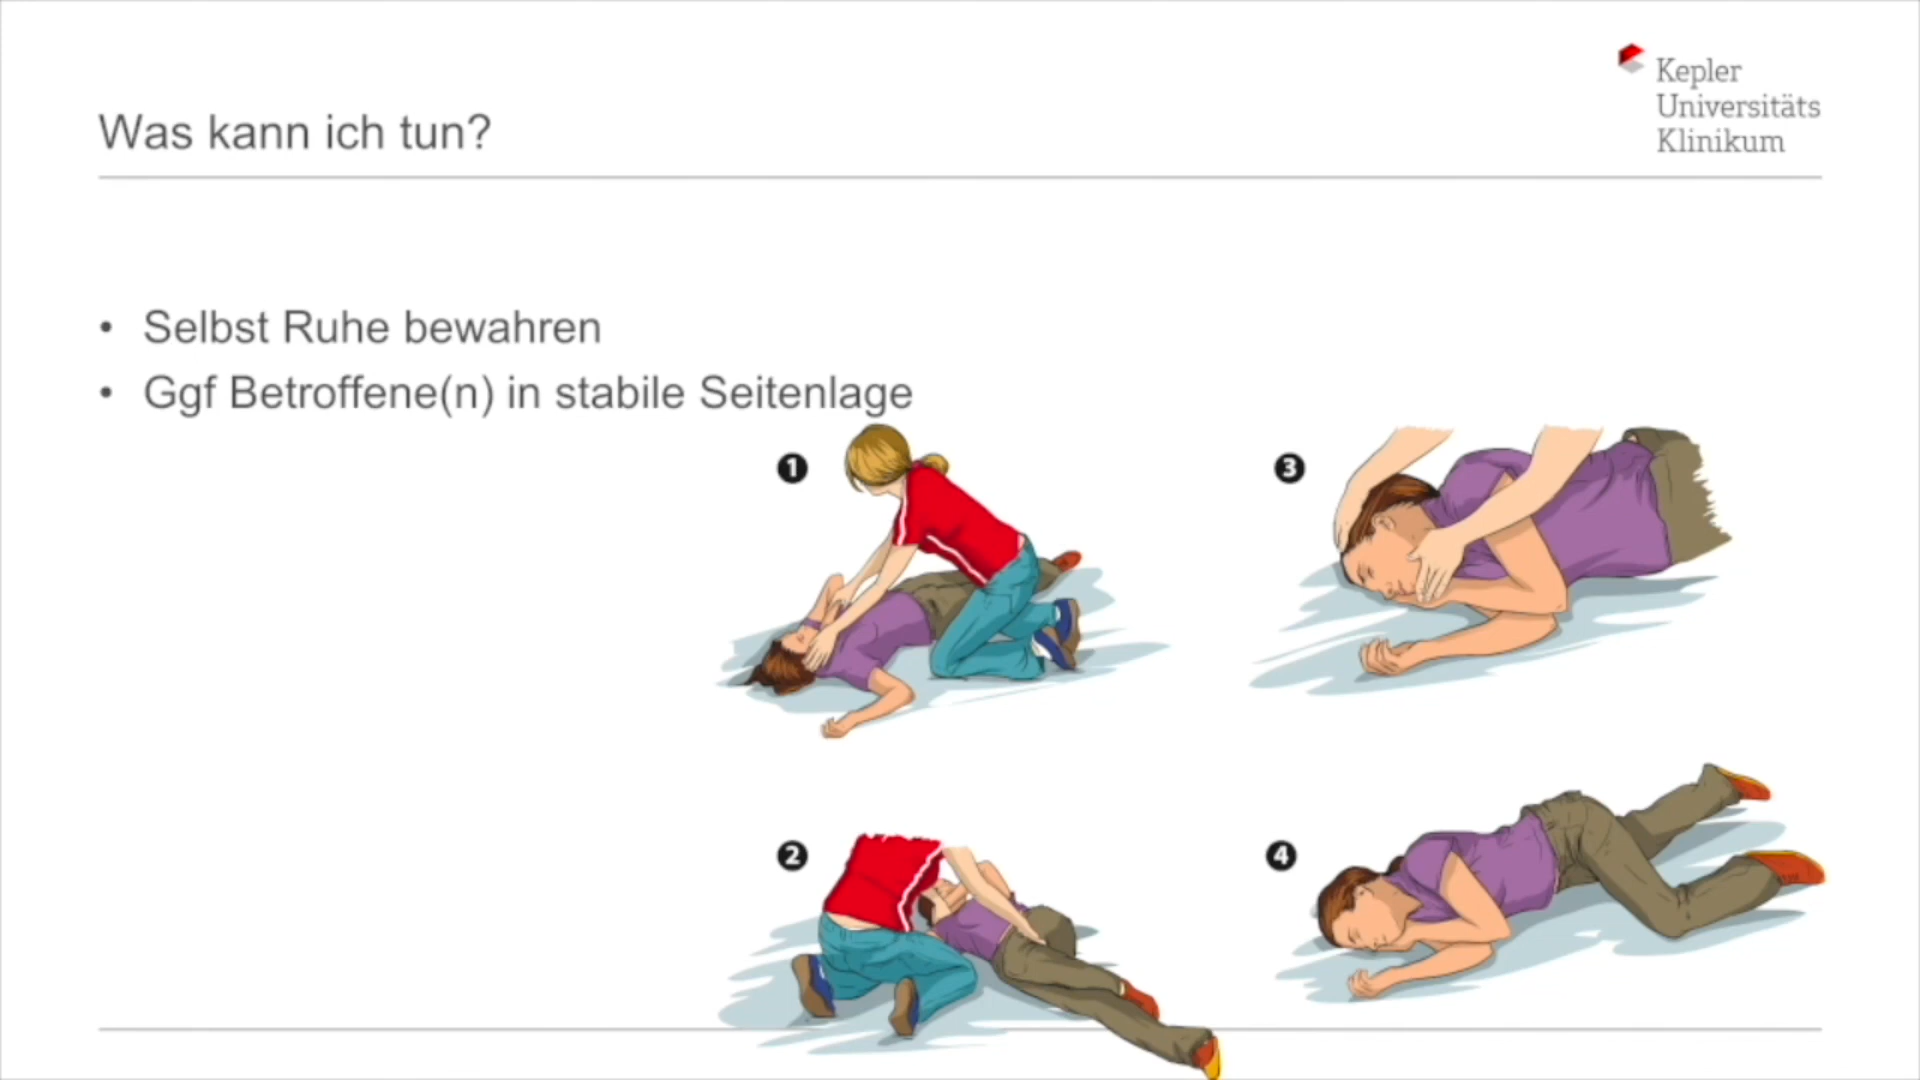 Kepler
Universitäts
Klinikum
Was kann ich tun?
• Selbst Ruhe bewahren
• Ggf Betroffene(n) in stabile Seitenlage
1
3
2
4